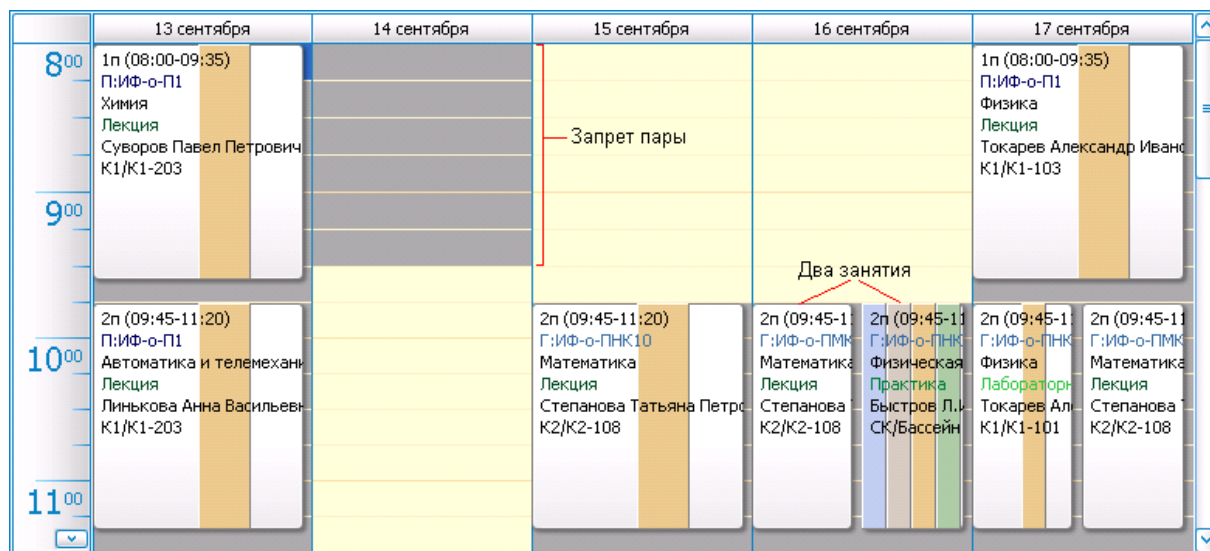 13 сентября
14 сентября
15 сентября
16 сентября
17 сентября
8 00
9 00
10 00
11 00
1п (08:00-09:35)
П:ИФ-о-П1
Химия
Лекция
Суворов Павел Петрович
К1/К1-203
2п (09:45-11:20)
П:ИФ-о-П1
Автоматика и телемехани
Лекция
Линькова Анна Васильевн
К1/К1-203
Запрет пары
2п (09:45-11:20)
Г:ИФ-о-ПНК10
Математика
Лекция
Степанова Татьяна Петро
К2/К2-108
Два занятия
2п (09:45-1
Г:ИФ-о-ПМК
Математика
Лекция
Степанова
К2/К2-108
2п (09:45-11
Г:ИФ-о-ПНК
Физическая
Практика
Быстров Л.
СК/Бассейн
1п (08:00-09:35)
П:ИФ-о-П1
Физика
Лекция
Токарев Александр Ивано
К1/К1-103
2п (09:45-1
Г:ИФ-о-ПНК
Физика
Лабораторн
Токарев Ал
К1/К1-101
2п (09:45-11
Г:ИФ-о-ПМК
Математика
Лекция
Степанова
К2/К2-108